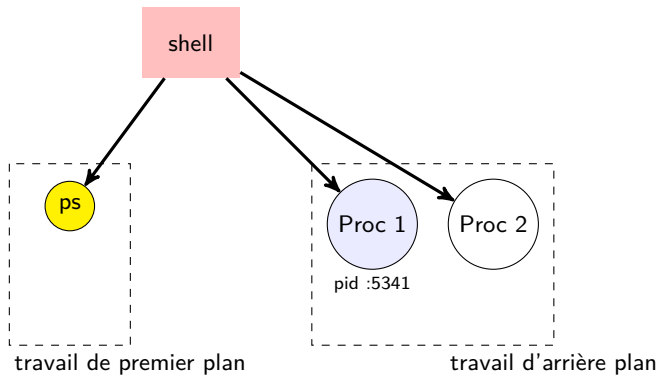 shell
ps
Proc 1
Proc 2
pid :5341
travail de premier plan
travail d'arrière plan